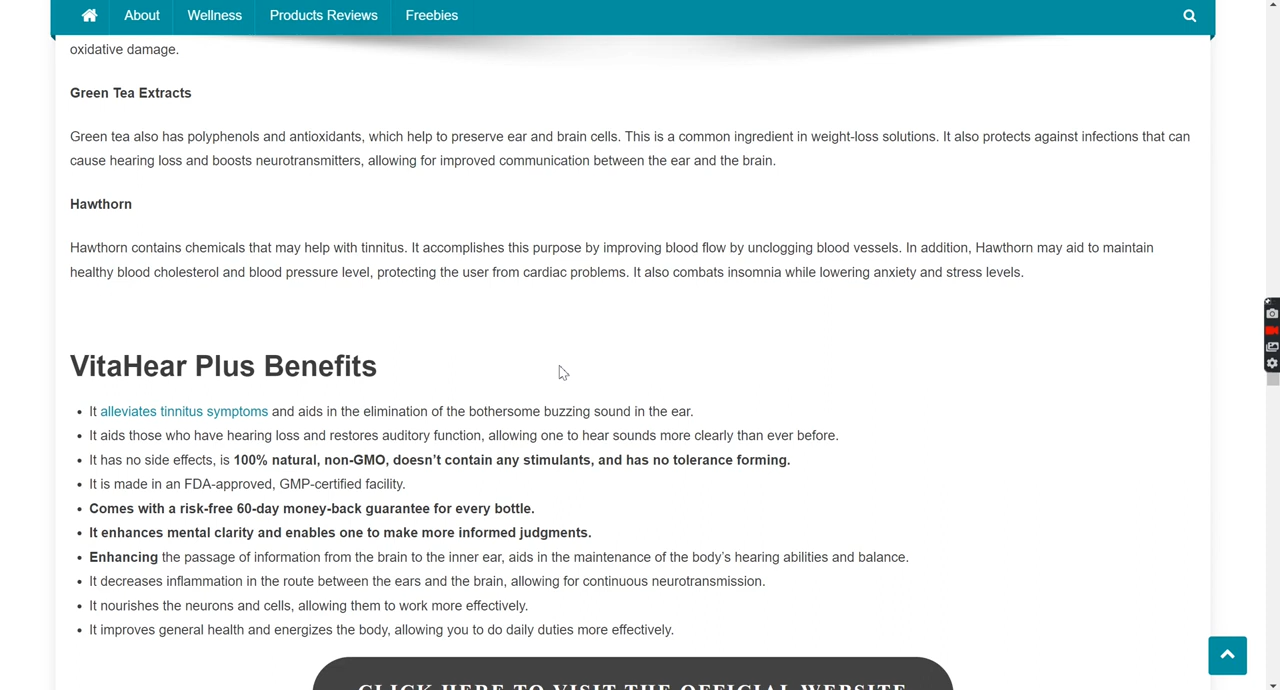 About
Wellness
Products Reviews
Freebies
oxidative damage.
Green Tea Extracts
Green tea also has polyphenols and antioxidants, which help to preserve ear and brain cells. This is a common ingredient in weight-loss solutions. It also protects against infections that can
cause hearing loss and boosts neurotransmitters, allowing for improved communication between the ear and the brain.
Hawthorn
Hawthorn contains chemicals that may help with tinnitus. It accomplishes this purpose by improving blood flow by unclogging blood vessels. In addition, Hawthorn may aid to maintain
healthy blood cholesterol and blood pressure level, protecting the user from cardiac problems. It also combats insomnia while lowering anxiety and stress levels.
VitaHear Plus Benefits
• It alleviates tinnitus symptoms and aids in the elimination of the bothersome buzzing sound in the ear.
• It aids those who have hearing loss and restores auditory function, allowing one to hear sounds more clearly than ever before.
• It has no side effects, is 100% natural, non-GMO, doesn’t contain any stimulants, and has no tolerance forming.
• It is made in an FDA-approved, GMP-certified facility.
• Comes with a risk-free 60-day money-back guarantee for every bottle.
• It enhances mental clarity and enables one to make more informed judgments.
• Enhancing the passage of information from the brain to the inner ear, aids in the maintenance of the body’s hearing abilities and balance.
• It decreases inflammation in the route between the ears and the brain, allowing for continuous neurotransmission.
• It nourishes the neurons and cells, allowing them to work more effectively.
• It improves general health and energizes the body, allowing you to do daily duties more effectively.
CLICK HERE TO VISIT THE OFFICIAL WEBSITE